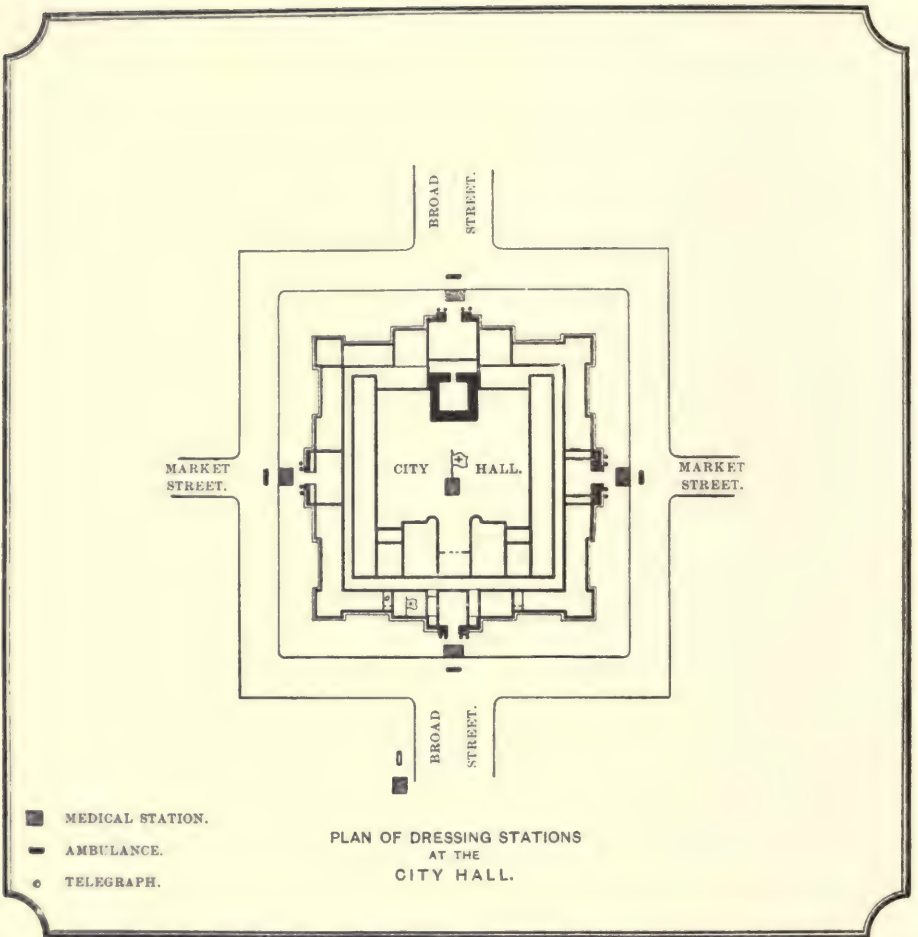 BROAD
STREET.
MARKET
STREET.
CITY HALL.
MARKET
STREET.
BROAD
STREET.
MEDICAL STATION.
AMBULANCE.
TELEGRAPH.
PLAN OF DRESSING STATIONS
AT THE
CITY HALL.